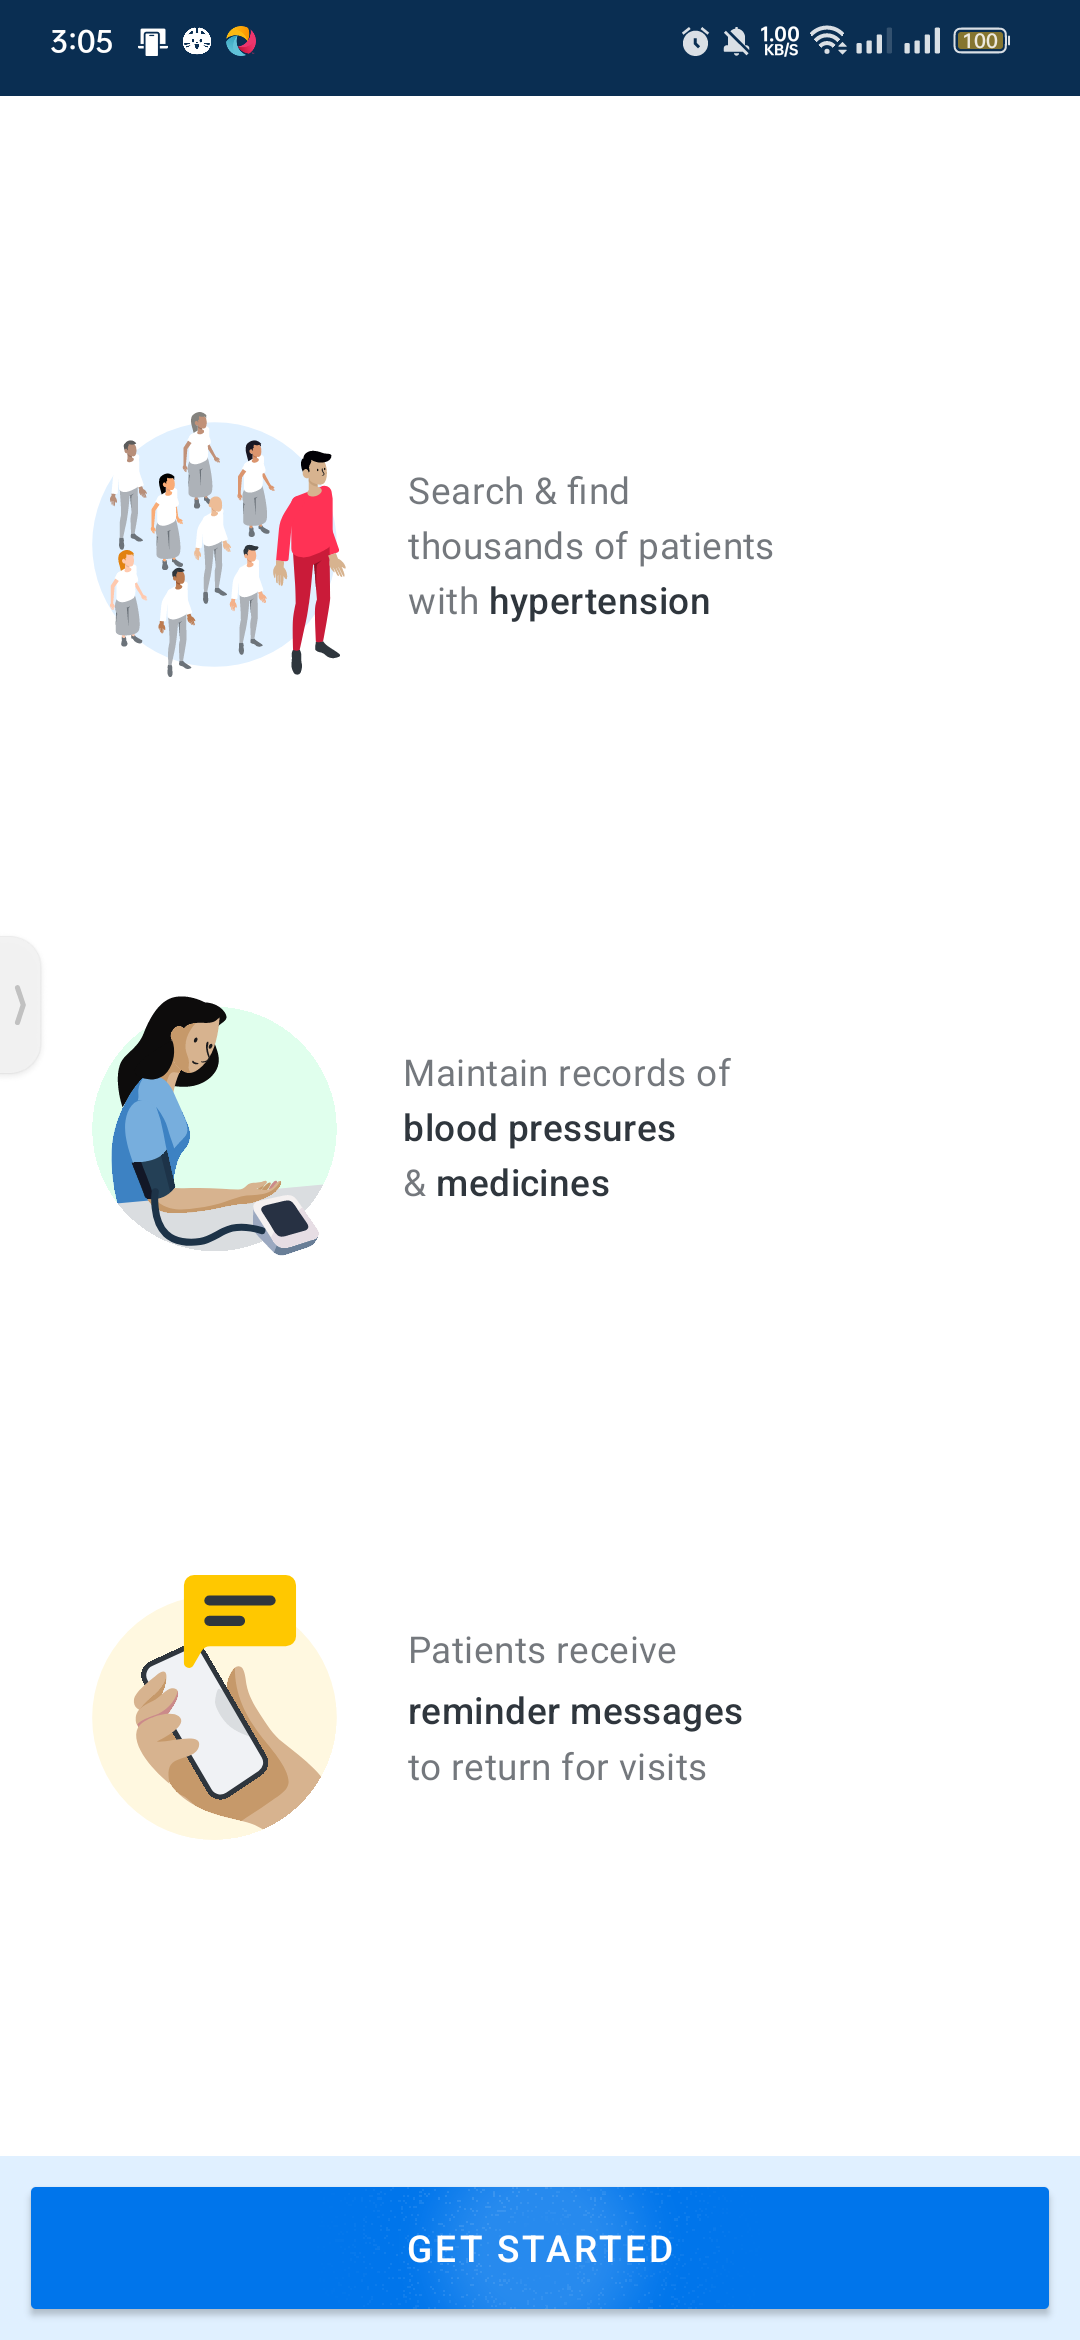 3:05
1.00
KB/S
100
Search & find
thousands of patients
with hypertension
Maintain records of
blood pressures
& medicines
Patients receive
reminder messages
to return for visits
GET STARTED